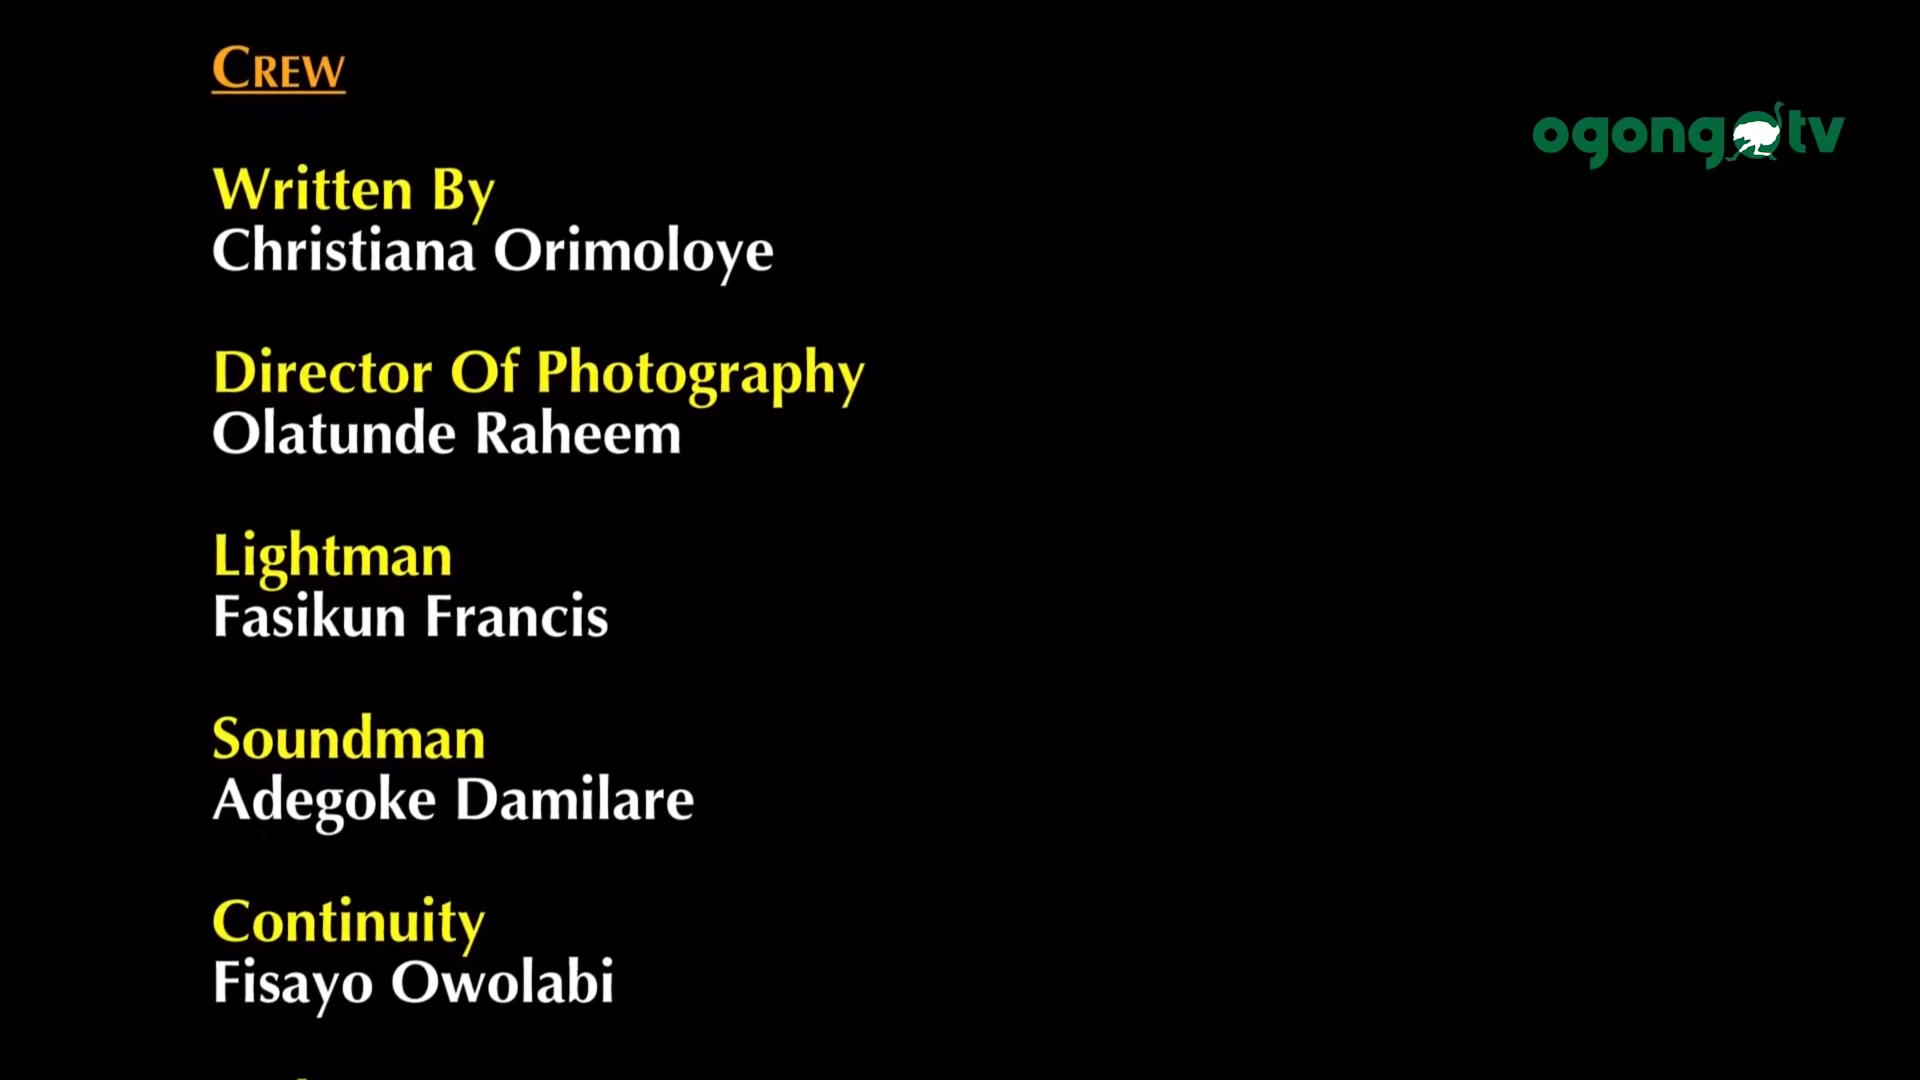 CREW
ogongotv
Written By
Christiana Orimoloye
Director Of Photography
Olatunde Raheem
Lightman
Fasikun Francis
Soundman
Adegoke Damilare
Continuity
Fisayo Owolabi